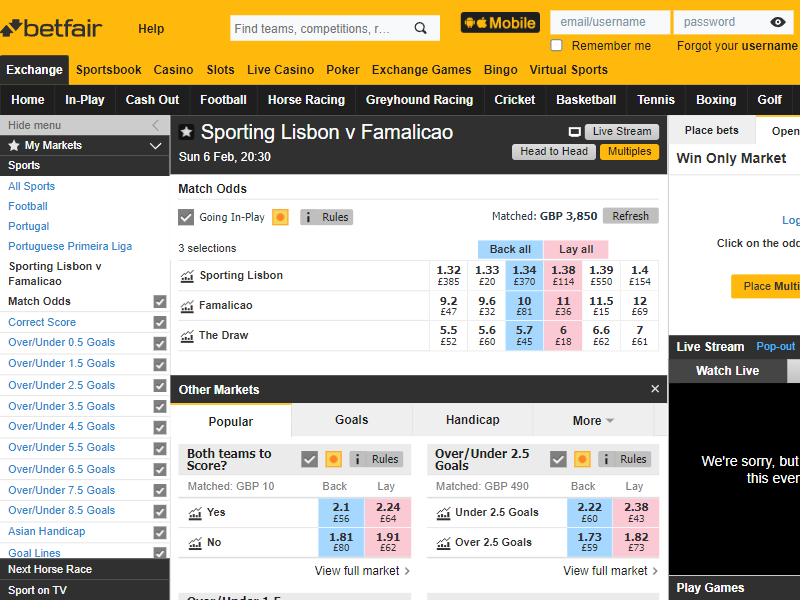 betfair
Help
Find teams, competitions, r...
Mobile
email/username
password
Remember me
Forgot your username
Exchange Sportsbook Casino Slots Live Casino Poker Exchange Games Bingo Virtual Sports
Home In-Play Cash Out Football Horse Racing Greyhound Racing Cricket Basketball Tennis Boxing Golf
Hide menu
My Markets
Sports
All Sports
Football
Portugal
Portuguese Primeira Liga
Sporting Lisbon v
Famalicao
Match Odds
Correct Score
Over/Under 0.5 Goals
Over/Under 1.5 Goals
Over/Under 2.5 Goals
Over/Under 3.5 Goals
Over/Under 4.5 Goals
Over/Under 5.5 Goals
Over/Under 6.5 Goals
Over/Under 7.5 Goals
Over/Under 8.5 Goals
Asian Handicap
Goal Lines
Next Horse Race
Sport on TV
Sporting Lisbon v Famalicao
Sun 6 Feb, 20:30
Live Stream
Head to Head Multiples
Match Odds
Going In-Play i Rules
Matched: GBP 3,850 Refresh
3 selections Back all Lay all
Sporting Lisbon 1.32 1.33 1.34 1.38 1.39 1.4
£385 £20 £370 £114 £550 £154
Famalicao 9.2 9.6 10 11 11.5 12
£47 £32 £81 £36 £15 £69
The Draw 5.5 5.6 5.7 6 6.6 7
£52 £60 £45 £18 £62 £61
Other Markets
Popular Goals Handicap More
Both teams to
Score?
i Rules
Matched: GBP 10 Back Lay
Yes 2.1 2.24
£56 £64
No 1.81 1.91
£80 £62
View full market
Over/Under 2.5
Goals
i Rules
Matched: GBP 490 Back Lay
Under 2.5 Goals 2.22 2.38
£60 £43
Over 2.5 Goals 1.73 1.82
£59 £73
View full market
Over/Under 1.5
Place bets Open
Win Only Market
Log
Click on the odd
Place Multi
Live Stream Pop-out
Watch Live
We're sorry, but
this ever
Play Games